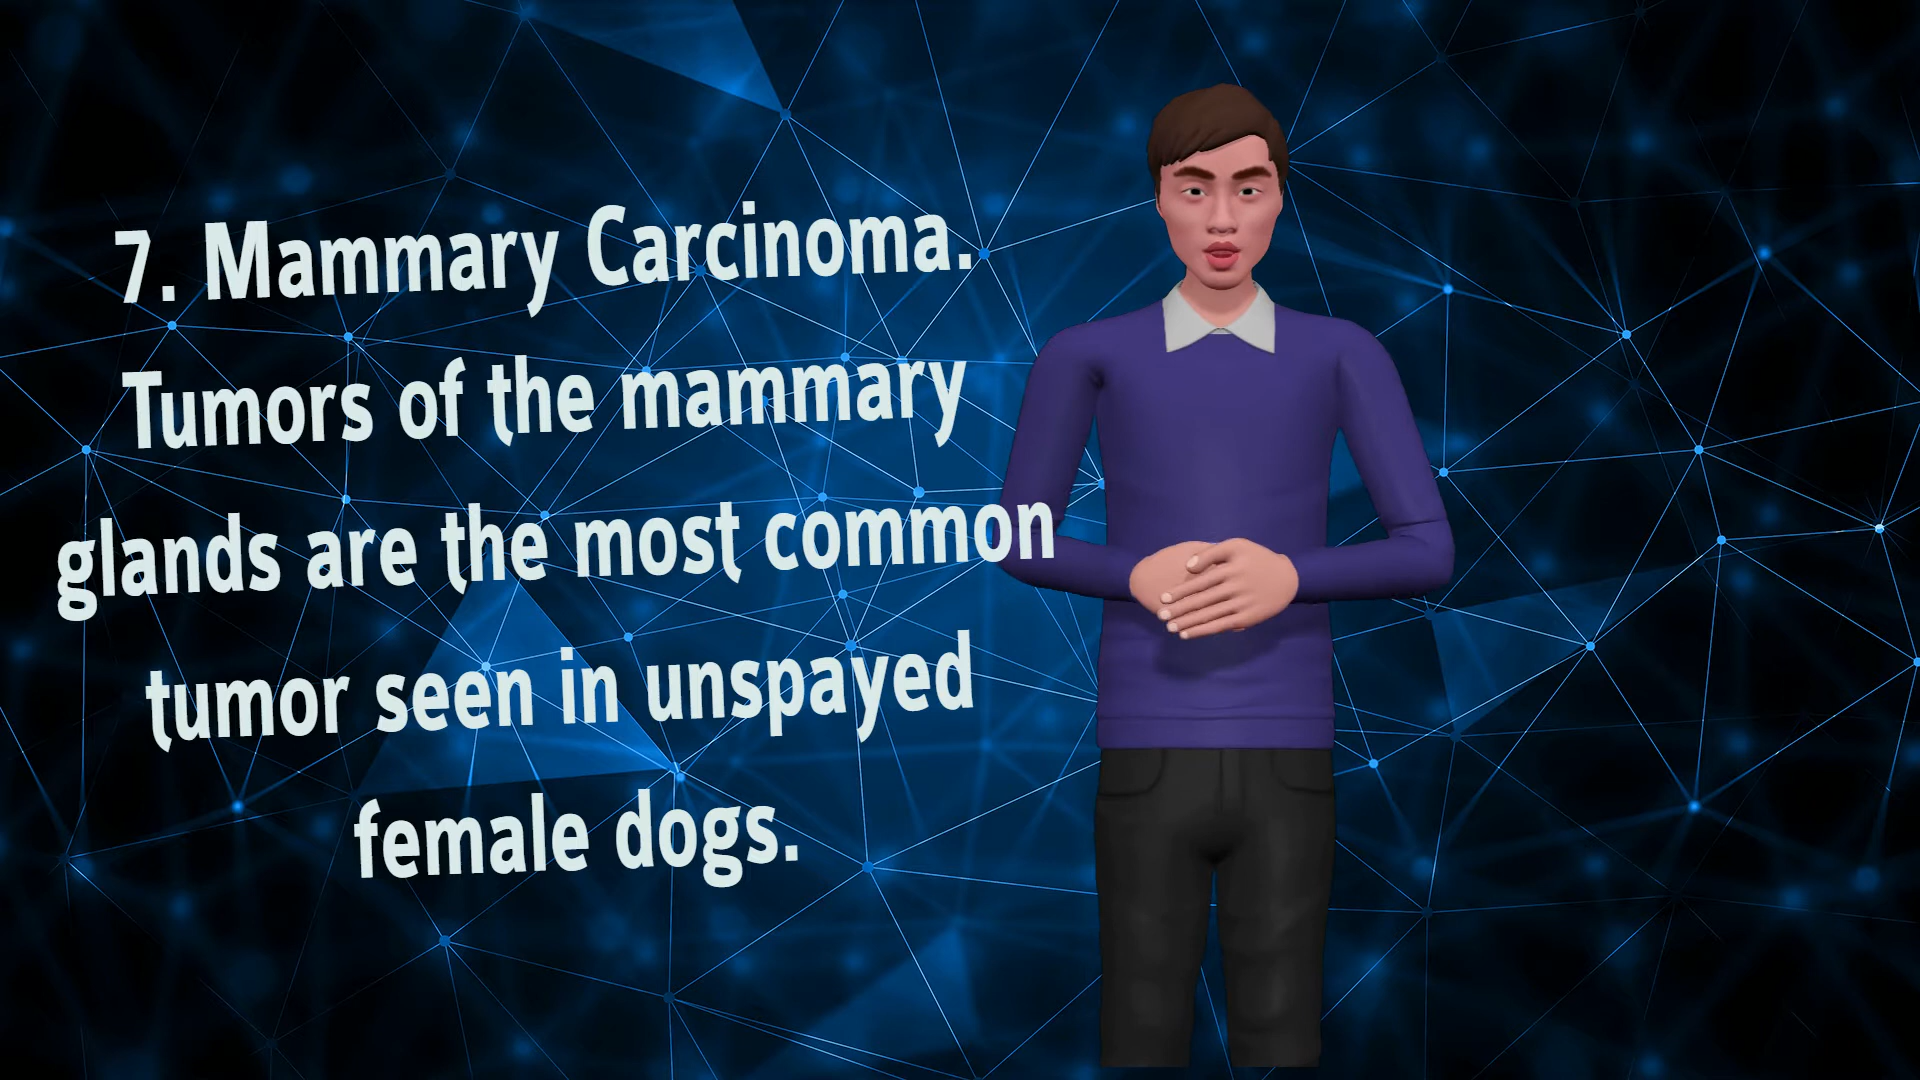 7. Mammary Carcinoma.
Tumors of the mammary
glands are the most common
tumor seen in unspayed
female dogs.